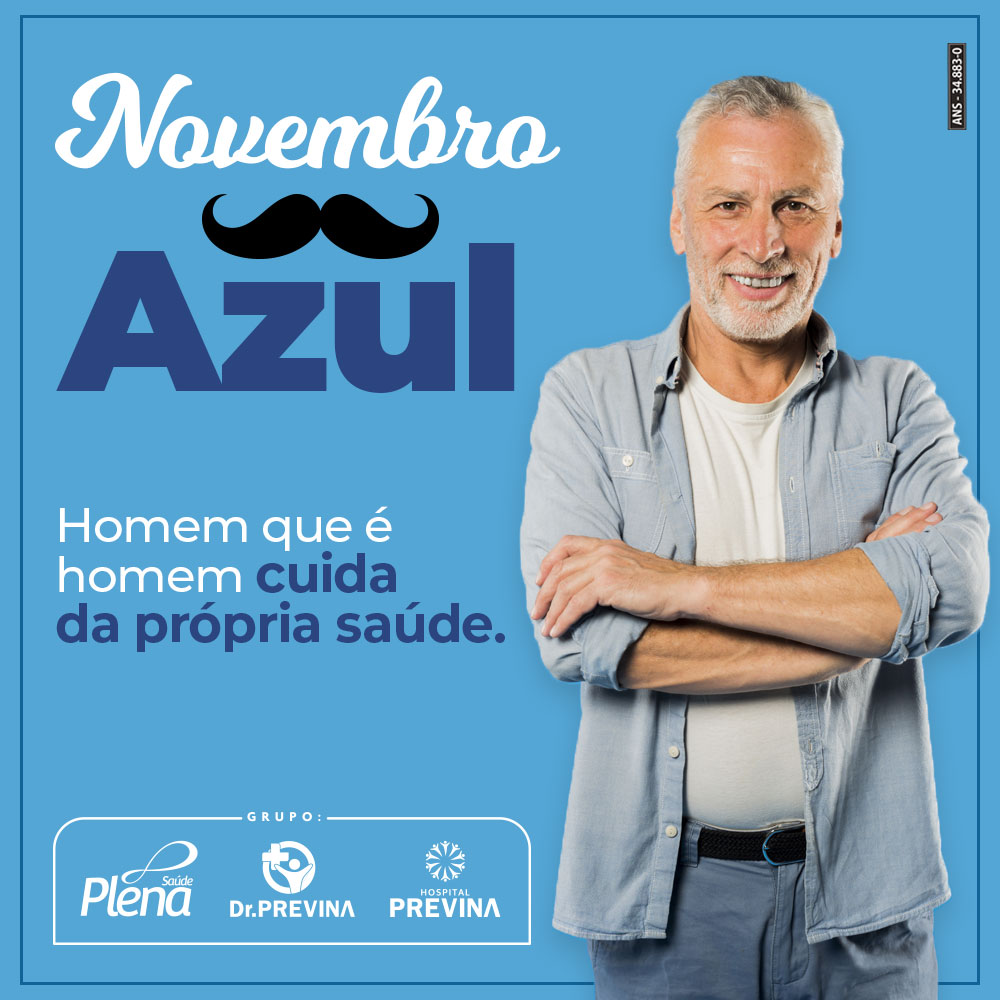 Novembro
Azul
Homem que é
homem cuida
da própria saúde.
GRUPO:
Plena
Saúde
Dr.PREVINA
HOSPITAL
PREVINA
ANS - 34.883-0